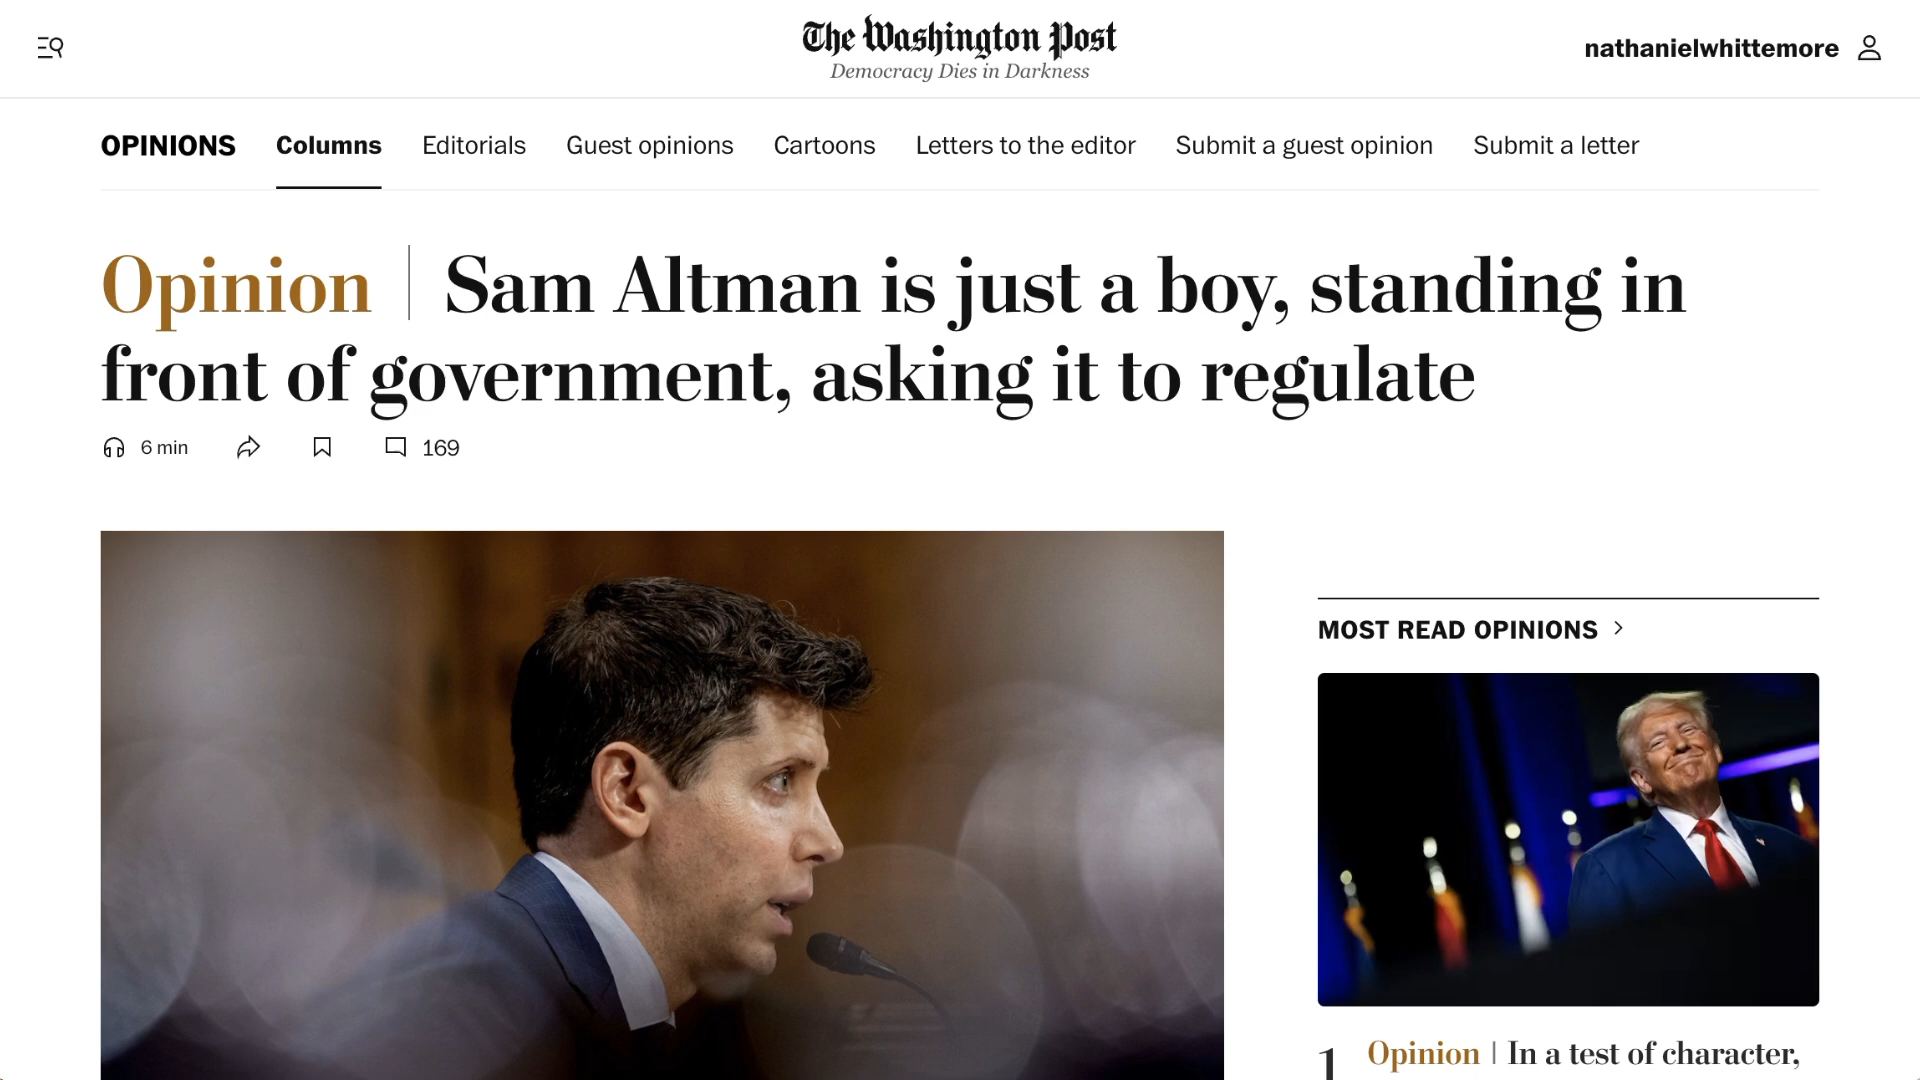 The Washington Post
Democracy Dies in Darkness
nathanielwhittemore
OPINIONS Columns Editorials Guest opinions Cartoons Letters to the editor Submit a guest opinion Submit a letter
Opinion | Sam Altman is just a boy, standing in
front of government, asking it to regulate
6 min 169
MOST READ OPINIONS >
1 Opinion | In a test of character,